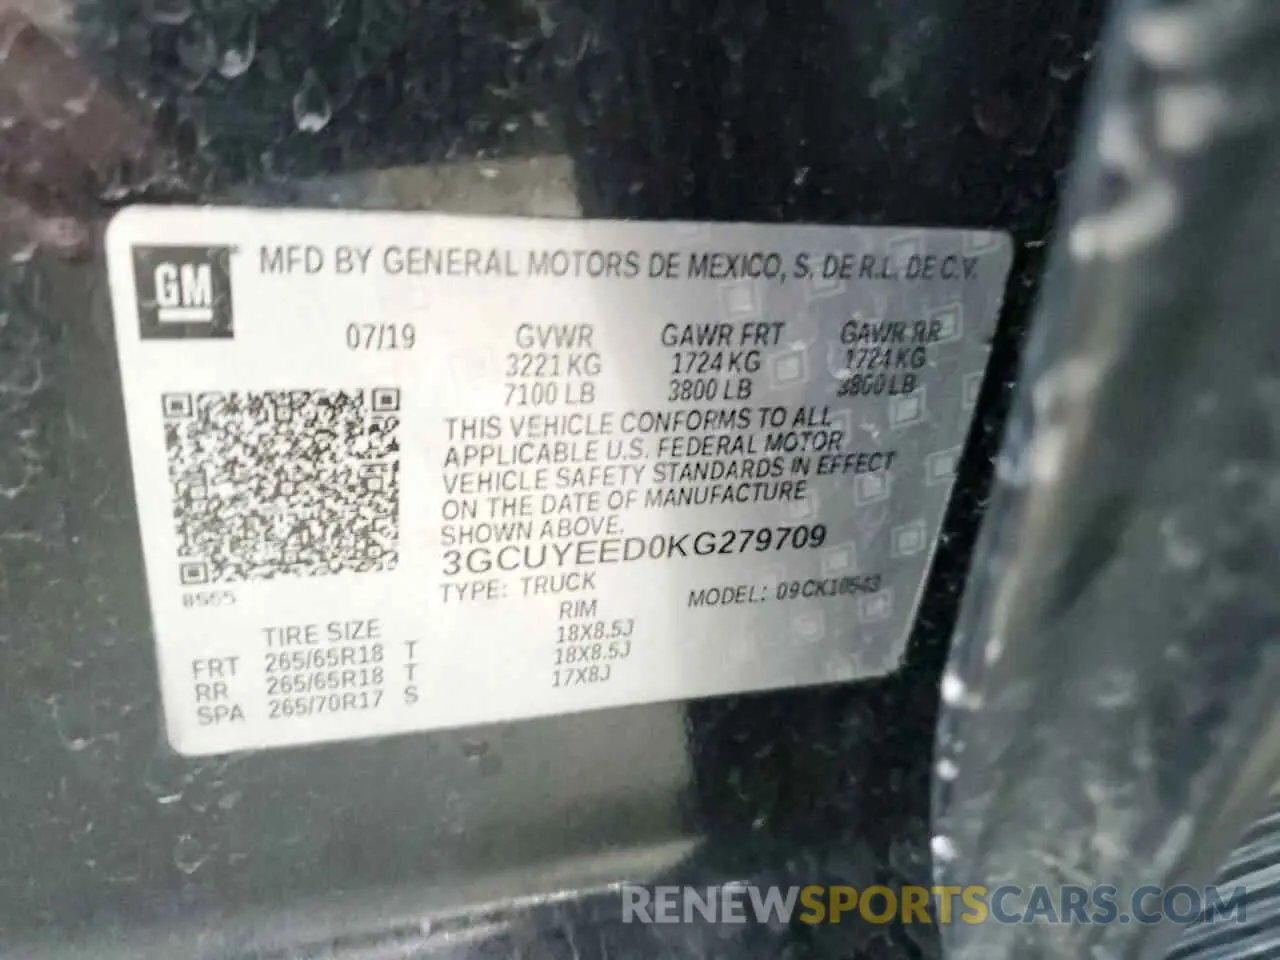 GM MFD BY GENERAL MOTORS DE MEXICO, S. DE R.L. DE C.V.
07/19 GVWR GAWR FRT GAWR RR
3221 KG 1724 KG 1724 KG
7100 LB 3800 LB 3800 LB
THIS VEHICLE CONFORMS TO ALL
APPLICABLE U.S. FEDERAL MOTOR
VEHICLE SAFETY STANDARDS IN EFFECT
ON THE DATE OF MANUFACTURE
SHOWN ABOVE.
3GCUYEED0KG279709
TYPE: TRUCK MODEL: 09CK10543
TIRE SIZE RIM
FRT 265/65R18 T 18X8.5J
RR 265/65R18 T 18X8.5J
SPA 265/70R17 S 17X8J
RENEWSPORTSCARS.COM